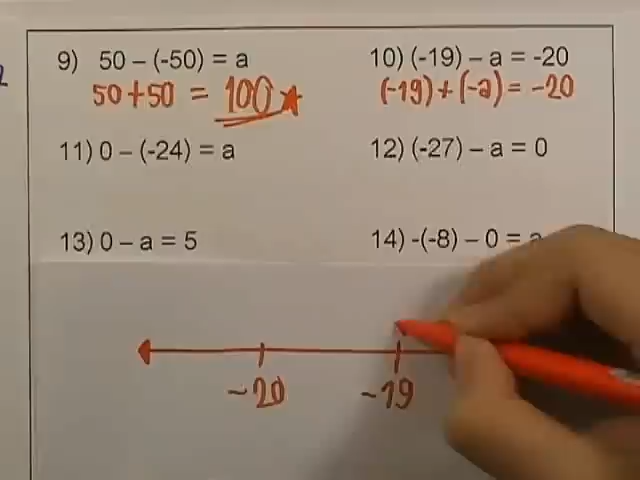 9) 50 – (-50) = a
50 + 50 = 100
10) (-19) – a = -20
(-19) + (-a) = -20
11) 0 – (-24) = a
12) (-27) – a = 0
13) 0 – a = 5
14) -(-8) – 0 = a
-20 -19